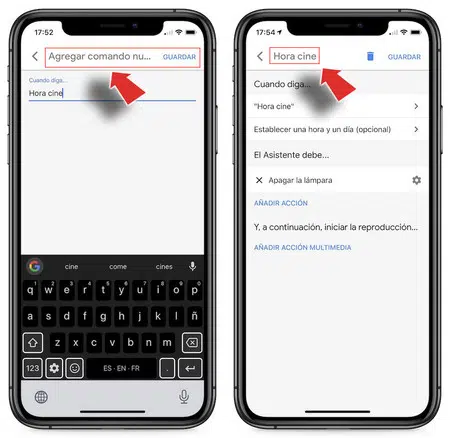 17:52
Agregar comando nu...
GUARDAR
Cuando diga...
Hora cine
cine come cines
q w e r t y u i o p
a s d f g h j k l ñ
z x c v b n m
123
ES · EN · FR
.
17:54
Hora cine
GUARDAR
Cuando diga...
"Hora cine"
Establecer una hora y un día (opcional)
El Asistente debe...
Apagar la lámpara
AÑADIR ACCIÓN
Y, a continuación, iniciar la reproducción...
AÑADIR ACCIÓN MULTIMEDIA